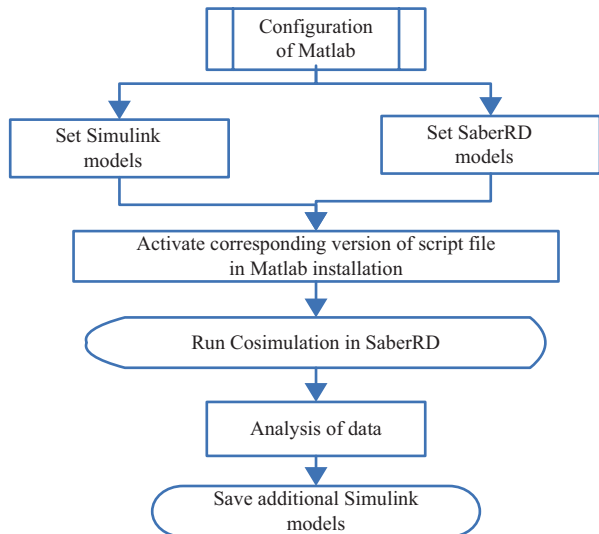 Configuration
of Matlab
Set Simulink
models
Set SaberRD
models
Activate corresponding version of script file
in Matlab installation
Run Cosimulation in SaberRD
Analysis of data
Save additional Simulink
models